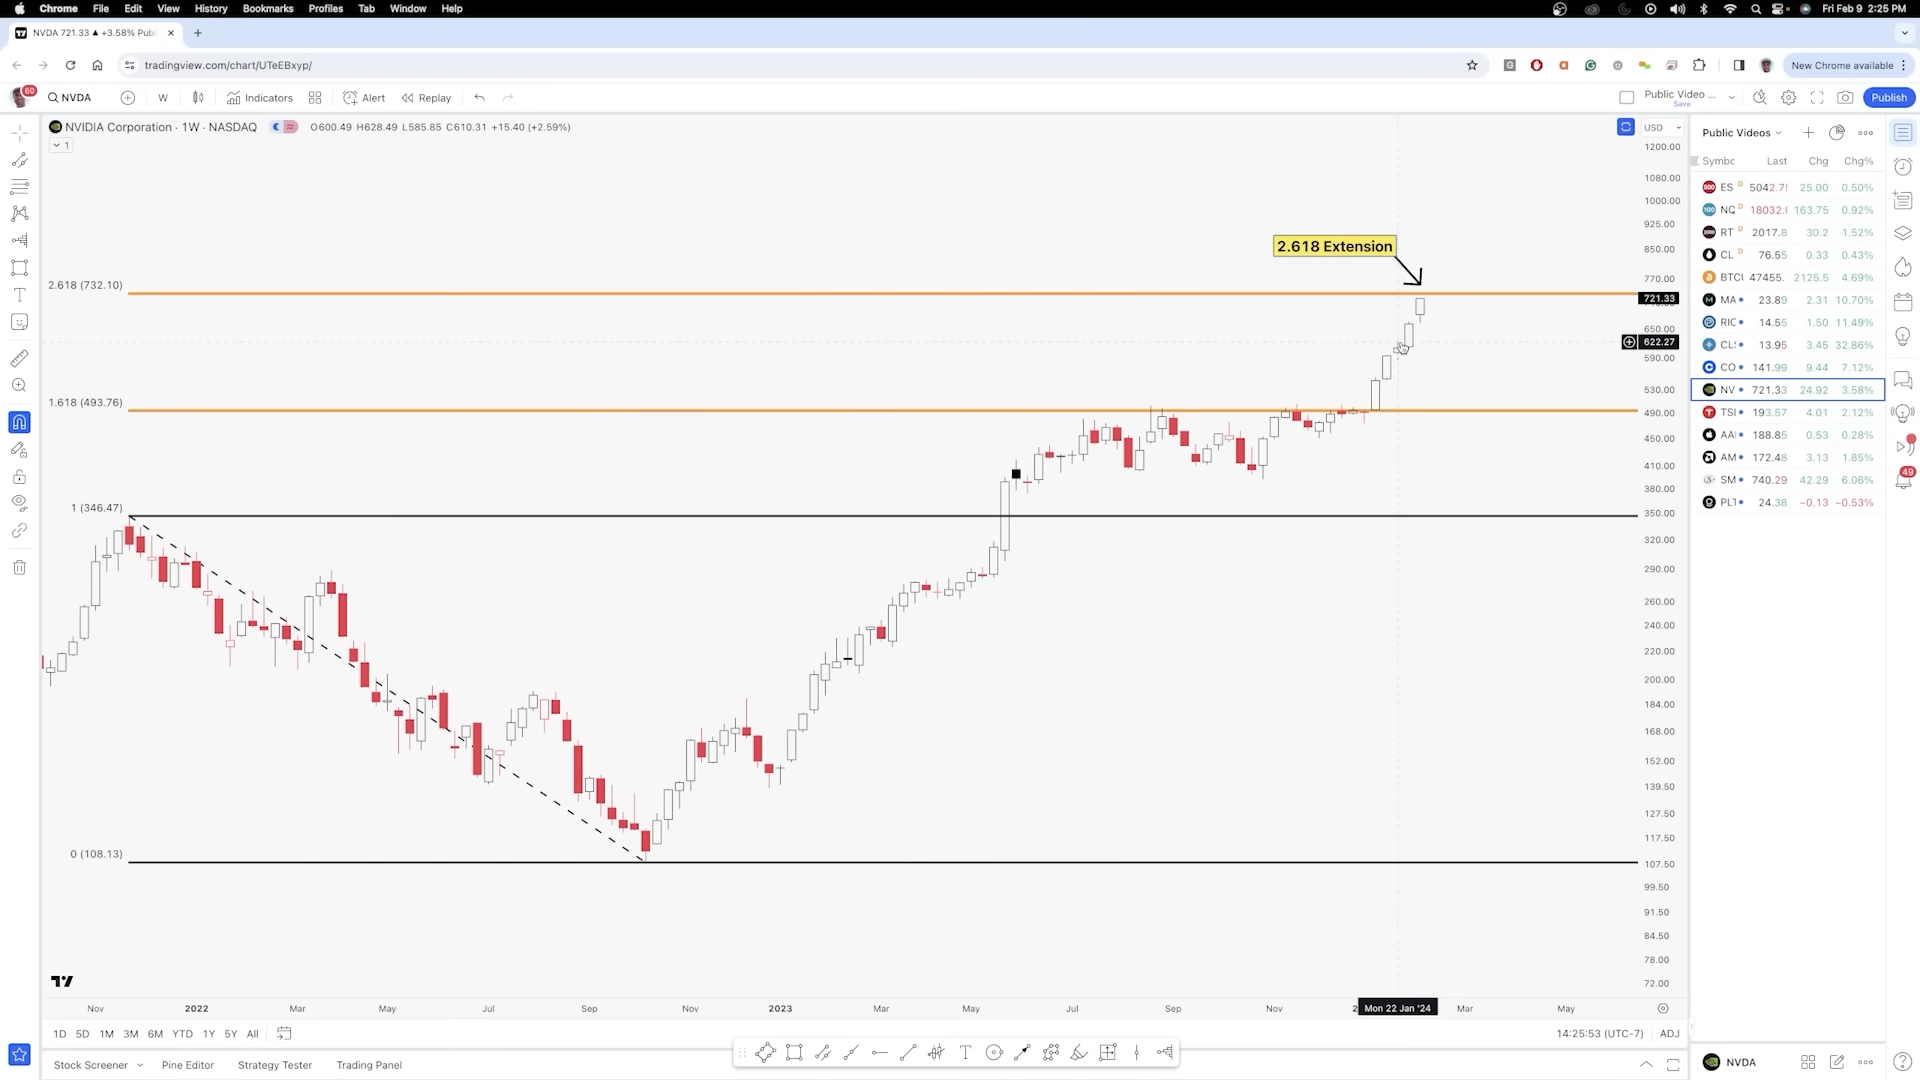 Chrome File Edit View History Bookmarks Profiles Tab Window Help Fri Feb 9 2:25 PM
NVDA 721.33 ▲ +3.58% Publ
tradingview.com/chart/UTeEBxyp/ New Chrome available
60 NVDA W Indicators Alert Replay Public Video ... Save Publish
NVIDIA Corporation · 1W · NASDAQ O600.49 H628.49 L585.85 C610.31 +15.40 (+2.59%) USD
1
1200.00
1080.00
1000.00
925.00
850.00
770.00
721.33
650.00
622.27
590.00
530.00
490.00
450.00
410.00
380.00
350.00
320.00
290.00
260.00
240.00
220.00
200.00
184.00
168.00
152.00
139.50
127.50
117.50
107.50
99.50
91.50
84.50
78.00
72.00
2.618 Extension
2.618 (732.10)
1.618 (493.76)
1 (346.47)
0 (108.13)
Nov 2022 Mar May Jul Sep Nov 2023 Mar May Jul Sep Nov 2 Mon 22 Jan '24 Mar May
1D 5D 1M 3M 6M YTD 1Y 5Y All 14:25:53 (UTC-7) ADJ
Stock Screener Pine Editor Strategy Tester Trading Panel
Public Videos
Symbc Last Chg Chg%
ES D 5042.7 25.00 0.50%
NQ D 18032.( 163.75 0.92%
RT D 2017.8 30.2 1.52%
CL D 76.55 0.33 0.43%
BTCU 47455. 2125.5 4.69%
MA 23.89 2.31 10.70%
RIC 14.55 1.50 11.49%
CL 13.95 3.45 32.86%
CO 141.99 9.44 7.12%
NV 721.33 24.92 3.58%
TSI 193.57 4.01 2.12%
AA 188.85 0.53 0.28%
AM 172.48 3.13 1.85%
SM 740.29 42.29 6.06%
PL 24.38 −0.13 −0.53%
49
NVDA